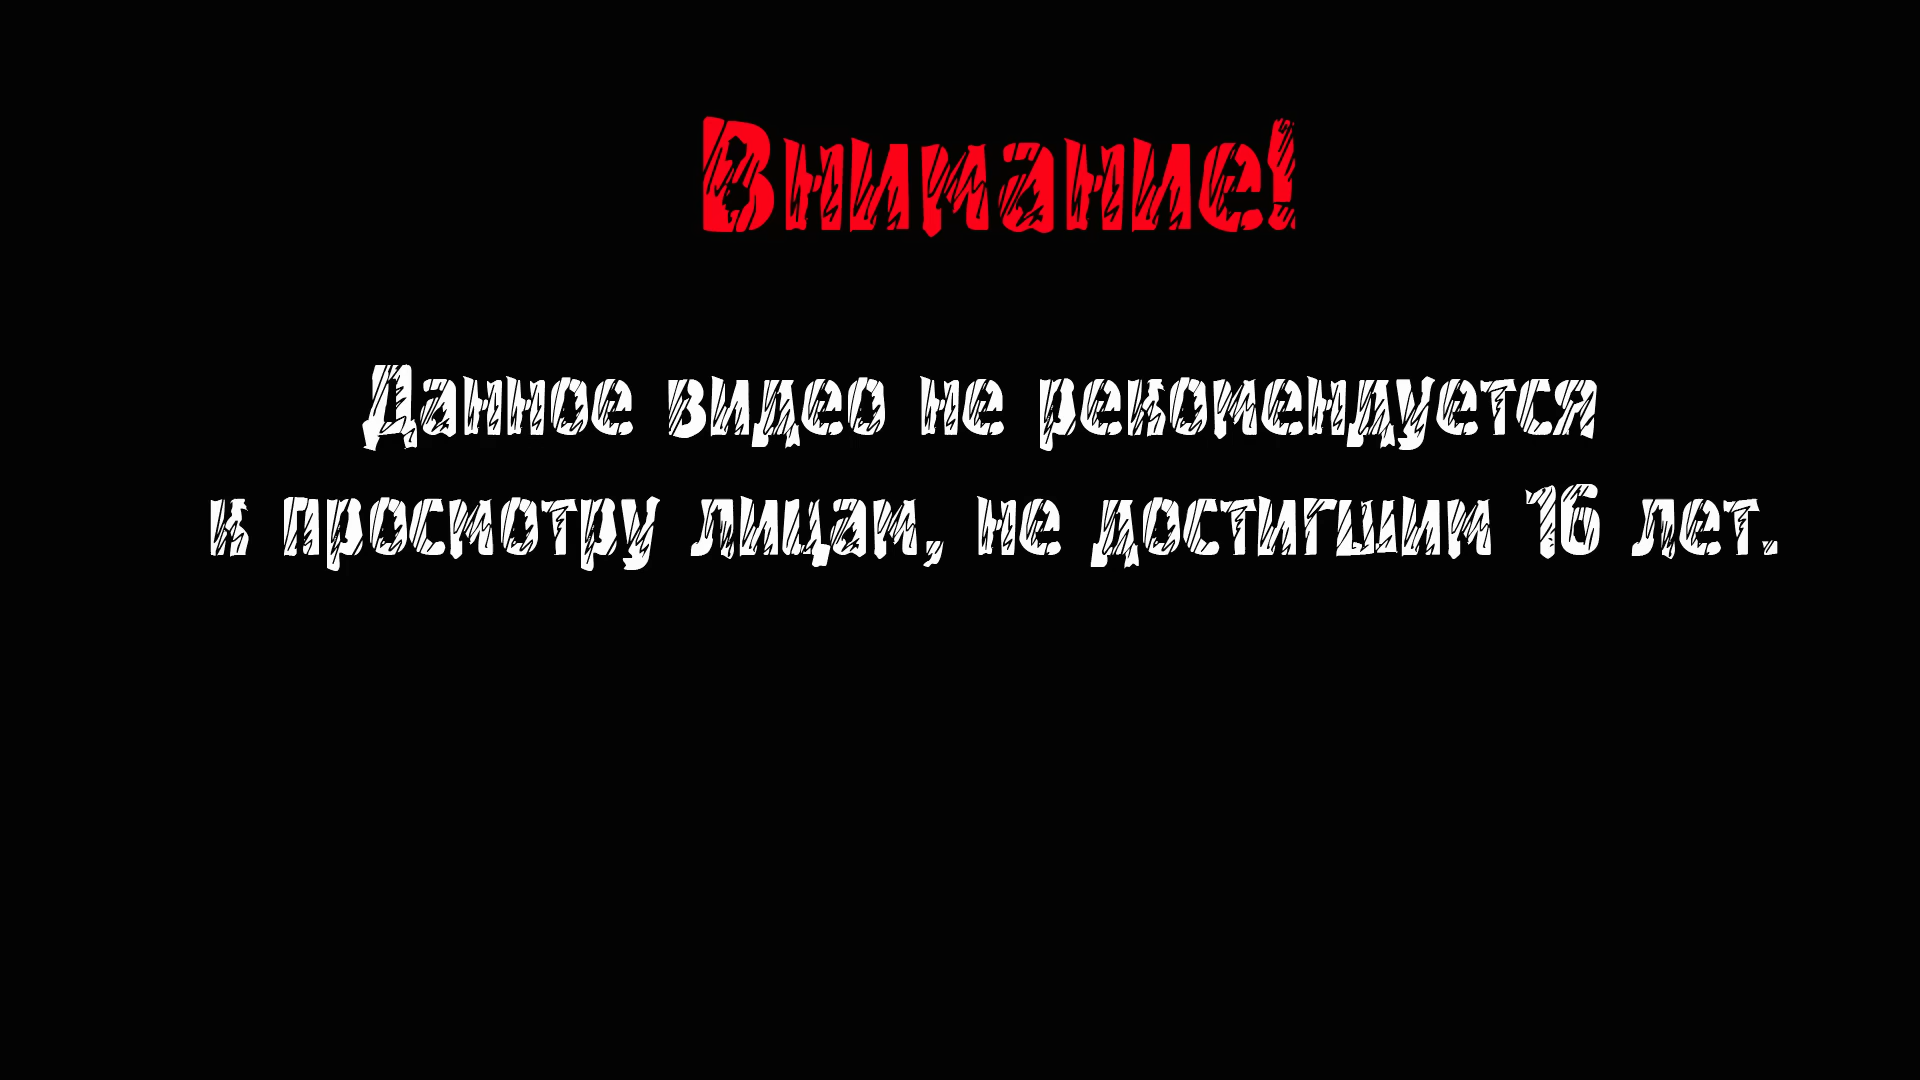 Внимание!
Данное видео не рекомендуется
к просмотру лицам, не достигшим 16 лет.